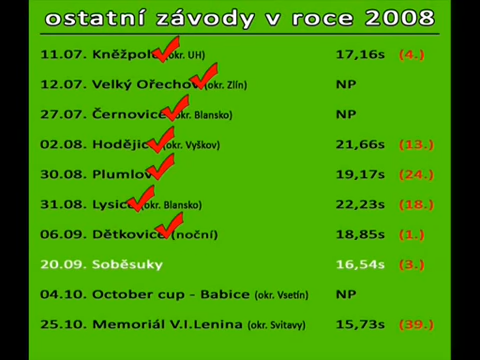 ostatní závody v roce 2008
11.07. Kněžpole (okr. UH) 17,16s (4.)
12.07. Velký Ořechov (okr. Zlín) NP
27.07. Černovice (okr. Blansko) NP
02.08. Hodějice (okr. Vyškov) 21,66s (13.)
30.08. Plumlov 19,17s (24.)
31.08. Lysice (okr. Blansko) 22,23s (18.)
06.09. Dětkovice (noční) 18,85s (1.)
20.09. Soběsuky 16,54s (3.)
04.10. October cup - Babice (okr. Vsetín) NP
25.10. Memoriál V.I.Lenina (okr. Svitavy) 15,73s (39.)